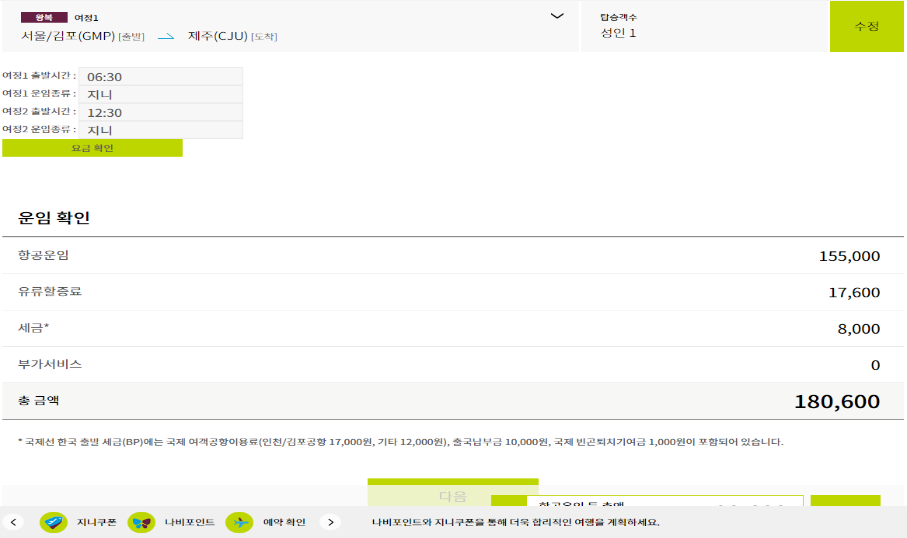 왕복 여정1
서울/김포(GMP) [출발] 제주(CJU) [도착]
탑승객수
성인 1
수정
여정1 출발시간 : 06:30
여정1 운임종류 : 지니
여정2 출발시간 : 12:30
여정2 운임종류 : 지니
요금 확인
운임 확인
항공운임 155,000
유류할증료 17,600
세금* 8,000
부가서비스 0
총 금액 180,600
* 국제선 한국 출발 세금(BP)에는 국제 여객공항이용료(인천/김포공항 17,000원, 기타 12,000원), 출국납부금 10,000원, 국제 빈곤퇴치기여금 1,000원이 포함되어 있습니다.
다음
항공운임 등 총액
지니쿠폰 나비포인트 예약 확인 나비포인트와 지니쿠폰을 통해 더욱 합리적인 여행을 계획하세요.